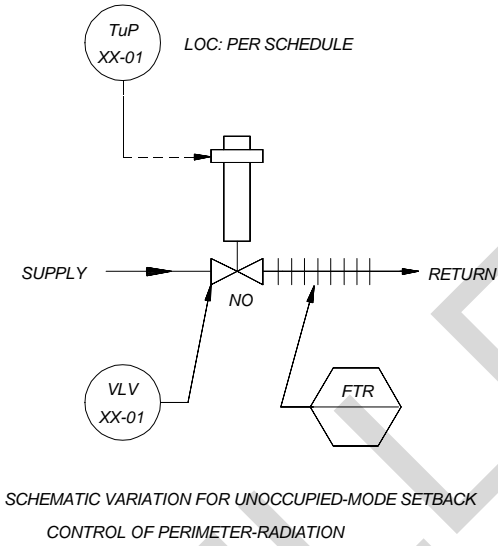 TuP
XX-01
LOC: PER SCHEDULE
SUPPLY
RETURN
NO
VLV
XX-01
FTR
SCHEMATIC VARIATION FOR UNOCCUPIED-MODE SETBACK
CONTROL OF PERIMETER-RADIATION